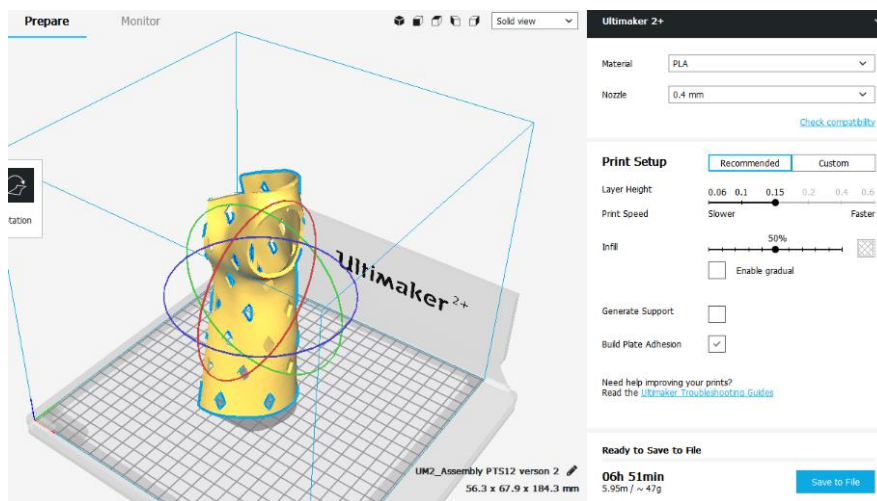 Prepare
Monitor
Solid view
tation
Ultimaker 2+
UM2_Assembly PTS12 verson 2
56.3 x 67.9 x 184.3 mm
Ultimaker 2+
Material
PLA
Nozzle
0.4 mm
Check compatibility
Print Setup
Recommended
Custom
Layer Height
0.06 0.1 0.15 0.2 0.4 0.6
Print Speed
Slower
Faster
Infill
50%
Enable gradual
Generate Support
Build Plate Adhesion
Need help improving your prints?
Read the Ultimaker Troubleshooting Guides
Ready to Save to File
06h 51min
5.95m / ~ 47g
Save to File